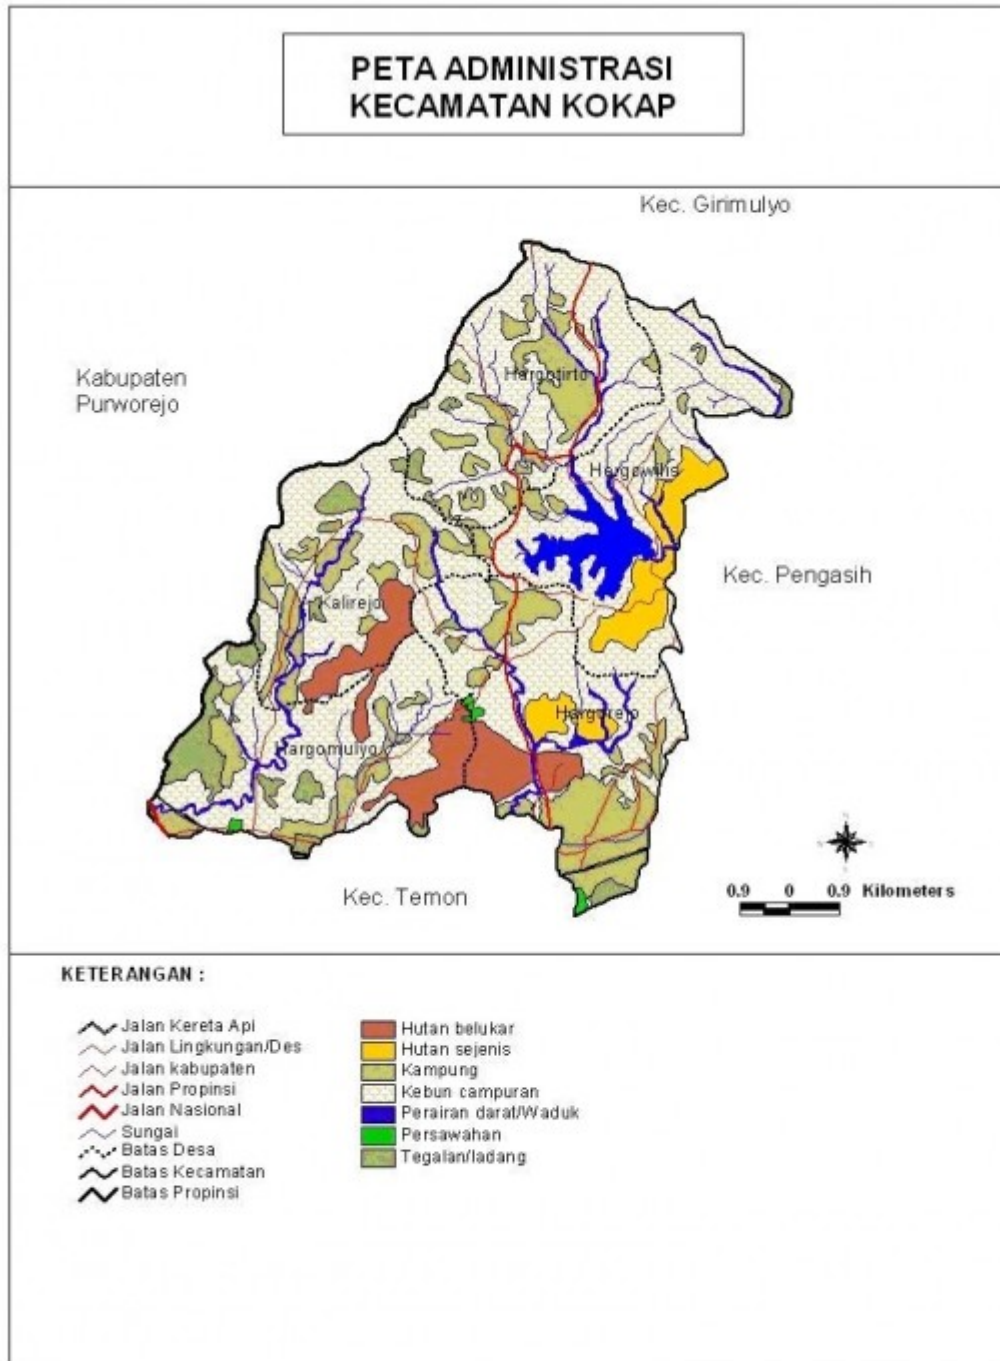 PETA ADMINISTRASI
KECAMATAN KOKAP
Kec. Girimulyo
Kabupaten
Purworejo
Hargotirto
Hargowilis
Kec. Pengasih
Kalirejo
Hargorejo
Hargomulyo
Kec. Temon
0.9 0 0.9 Kilometers
KETERANGAN :
Jalan Kereta Api
Jalan Lingkungan/Des
Jalan kabupaten
Jalan Propinsi
Jalan Nasional
Sungai
Batas Desa
Batas Kecamatan
Batas Propinsi
Hutan belukar
Hutan sejenis
Kampung
Kebun campuran
Perairan darat/Waduk
Persawahan
Tegalan/ladang